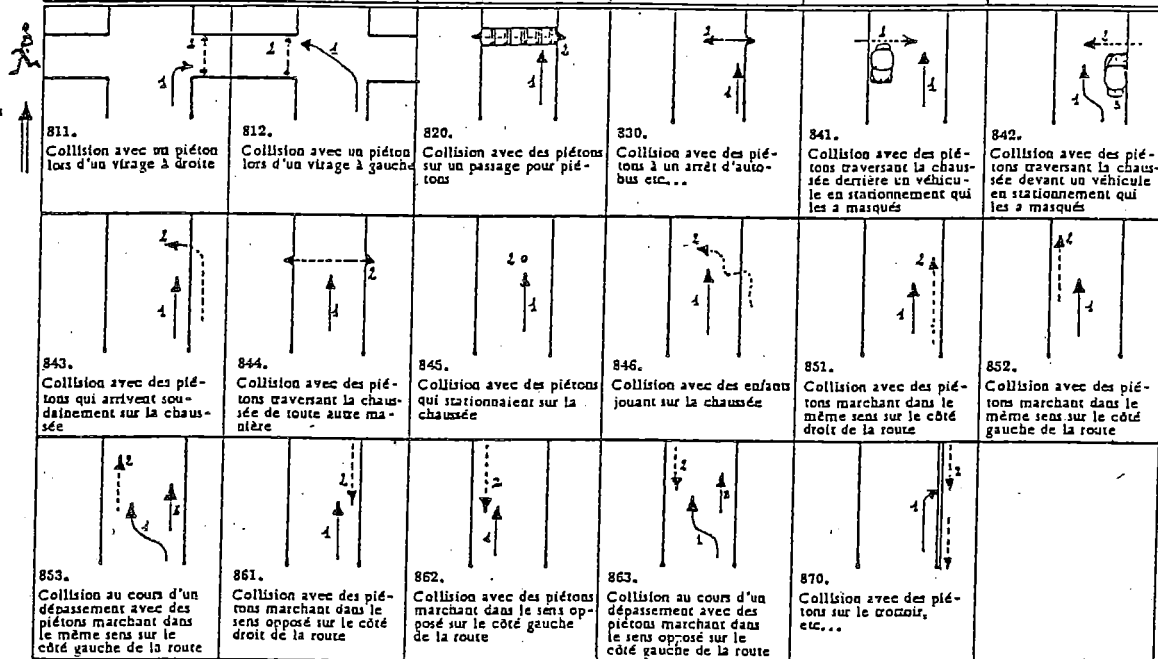 811.
Collision avec un piéton
lors d'un virage à droite
812.
Collision avec un piéton
lors d'un virage à gauche
820.
Collision avec des piétons
sur un passage pour pié-
tons
830.
Collision avec des pié-
tons à un arrêt d'auto-
bus etc...
841.
Collision avec des pié-
tons traversant la chaus-
sée derrière un véhicu-
le en stationnement qui
les a masqués
842.
Collision avec des pié-
tons traversant la chaus-
sée devant un véhicule
en stationnement qui
les a masqués
843.
Collision avec des pié-
tons qui arrivent sou-
dainement sur la chaus-
sée
844.
Collision avec des pié-
tons traversant la chaus-
sée de toute autre ma-
nière
845.
Collision avec des piétons
qui stationnaient sur la
chaussée
846.
Collision avec des enfants
jouant sur la chaussée
851.
Collision avec des pié-
tons marchant dans le
même sens sur le côté
droit de la route
852.
Collision avec des pié-
tons marchant dans le
même sens sur le côté
gauche de la route
853.
Collision au cours d'un
dépassement avec des
piétons marchant dans
le même sens sur le
côté gauche de la route
861.
Collision avec des pié-
tons marchant dans le
sens opposé sur le côté
droit de la route
862.
Collision avec des piétons
marchant dans le sens op-
posé sur le côté gauche
de la route
863.
Collision au cours d'un
dépassement avec des
piétons marchant dans
le sens opposé sur le
côté gauche de la route
870.
Collision avec des pié-
tons sur le trottoir,
etc...